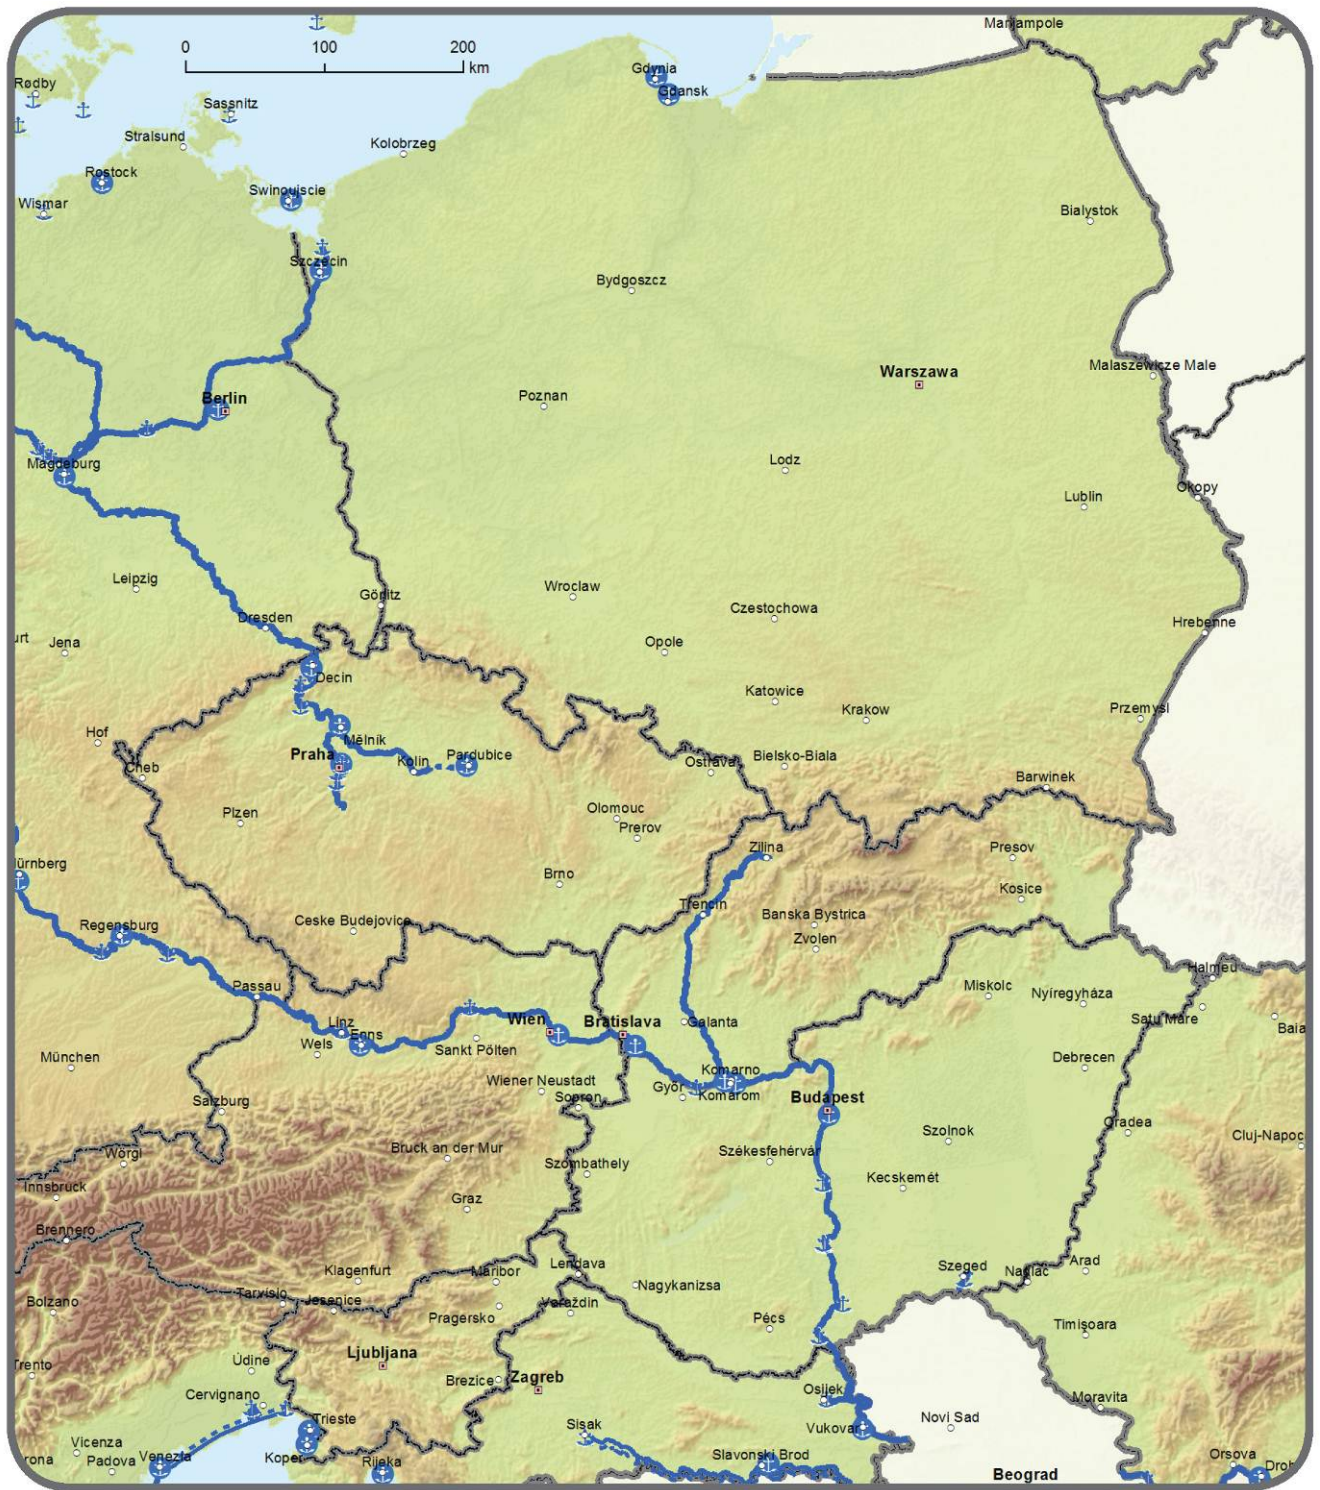 Marijampole
0 100 200
km
Gdynia
Gdansk
Rødby
Sassnitz
Stralsund
Kolobrzeg
Rostock
Swinoujscie
Wismar
Bialystok
Szczecin
Bydgoszcz
Malaszewicze Male
Warszawa
Berlin
Poznan
Magdeburg
Lodz
Lublin
Okopy
Leipzig
Wroclaw
Görlitz
Czestochowa
Dresden
Hrebenne
urt
Jena
Opole
Decin
Katowice
Krakow
Przemysl
Hof
Mělník
Praha
Kolin
Pardubice
Bielsko-Biala
Ostrava
Cheb
Barwinek
Plzen
Olomouc
Prerov
Zilina
Presov
ürnberg
Brno
Kosice
Trencin
Regensburg
Ceske Budejovice
Banska Bystrica
Zvolen
Halmeu
Passau
Miskolc
Nyíregyháza
Linz
Enns
Wien
Bratislava
Galanta
Satu Mare
Baia
Wels
Sankt Pölten
München
Debrecen
Komarno
Wiener Neustadt
Györ
Komarom
Sopron
Budapest
Salzburg
Oradea
Szolnok
Cluj-Napoc
Wörgl
Bruck an der Mur
Székesfehérvár
Szombathely
Kecskemét
Innsbruck
Graz
Brennero
Szeged
Arad
Lendava
Klagenfurt
Maribor
Nadlac
Nagykanizsa
Tarvisio
Jesenice
Bolzano
Varaždin
Pragersko
Pécs
Timişoara
Ljubljana
Udine
Trento
Brezice
Zagreb
Osijek
Cervignano
Moravita
Trieste
Novi Sad
Sisak
Vukovar
Vicenza
Venezia
Koper
Slavonski Brod
Orsova
rona
Padova
Rijeka
Drob
Beograd